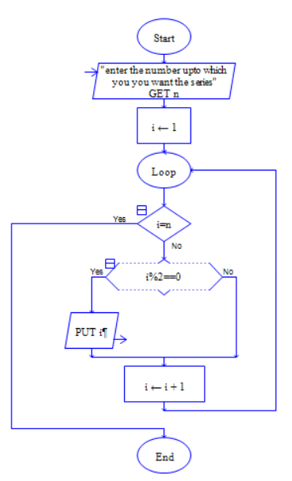 Start
"enter the number upto which
you you want the series"
GET n
i ← 1
Loop
Yes
i=n
No
Yes
i%2==0
No
PUT i¶
i ← i + 1
End